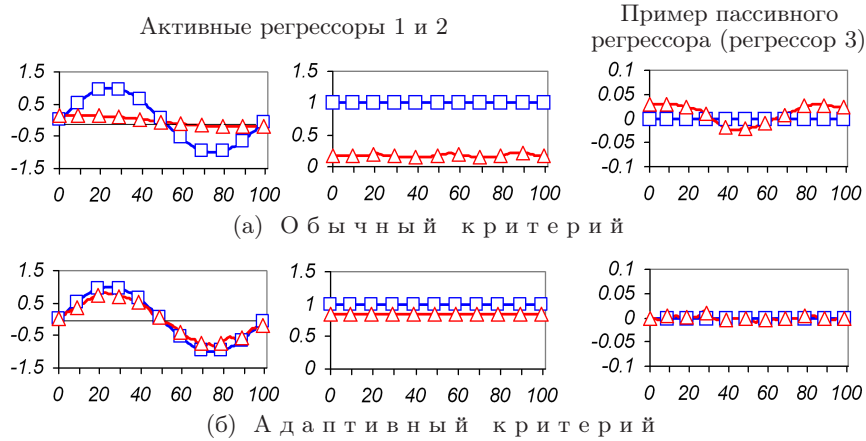 Активные регрессоры 1 и 2
Пример пассивного
регрессора (регрессор 3)
1.5
0.5
-0.5
-1.5
0 20 40 60 80 100
1.5
1
0.5
0
0 20 40 60 80 100
0.1
0.05
0
-0.05
-0.1
0 20 40 60 80 100
(а) Обычный критерий
1.5
0.5
-0.5
-1.5
0 20 40 60 80 100
1.5
1
0.5
0
0 20 40 60 80 100
0.1
0.05
0
-0.05
-0.1
0 20 40 60 80 100
(б) Адаптивный критерий